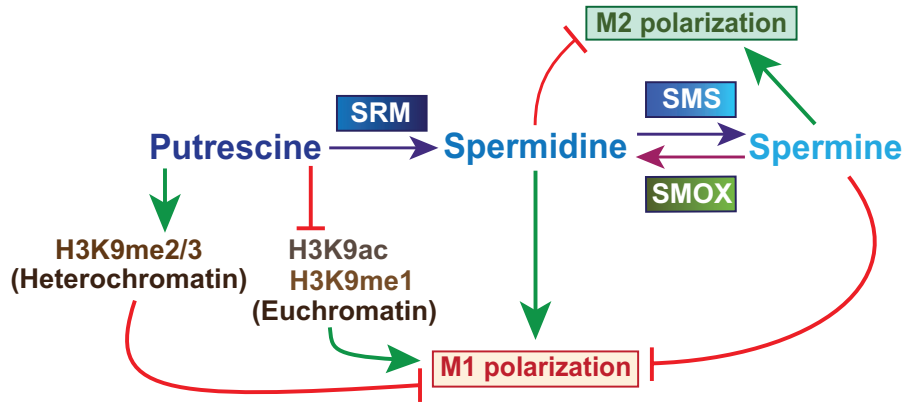 M2 polarization
SRM
SMS
Putrescine
Spermidine
Spermine
SMOX
H3K9me2/3
(Heterochromatin)
H3K9ac
H3K9me1
(Euchromatin)
M1 polarization